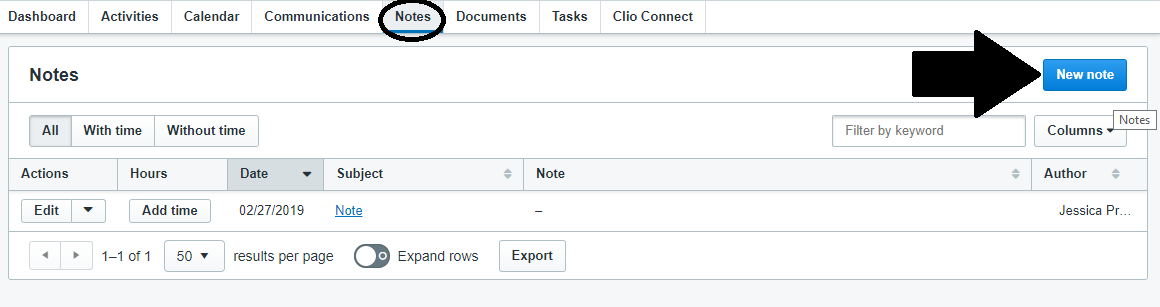 Dashboard Activities Calendar Communications Notes Documents Tasks Clio Connect
Notes New note
Notes
All With time Without time Filter by keyword Columns
Actions Hours Date Subject Note Author
Edit Add time 02/27/2019 Note – Jessica Pr...
1–1 of 1 50 results per page Expand rows Export